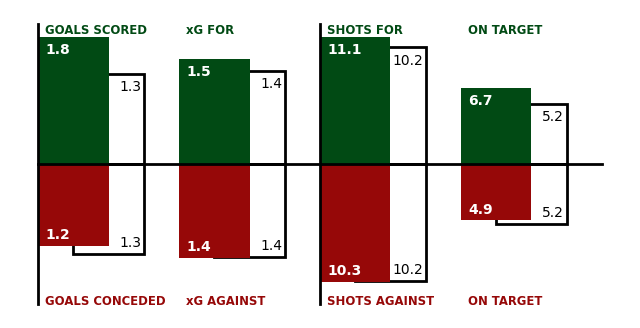 GOALS SCORED xG FOR SHOTS FOR ON TARGET
1.8 1.3 1.5 1.4 11.1 10.2 6.7 5.2
1.2 1.3 1.4 1.4 10.3 10.2 4.9 5.2
GOALS CONCEDED xG AGAINST SHOTS AGAINST ON TARGET